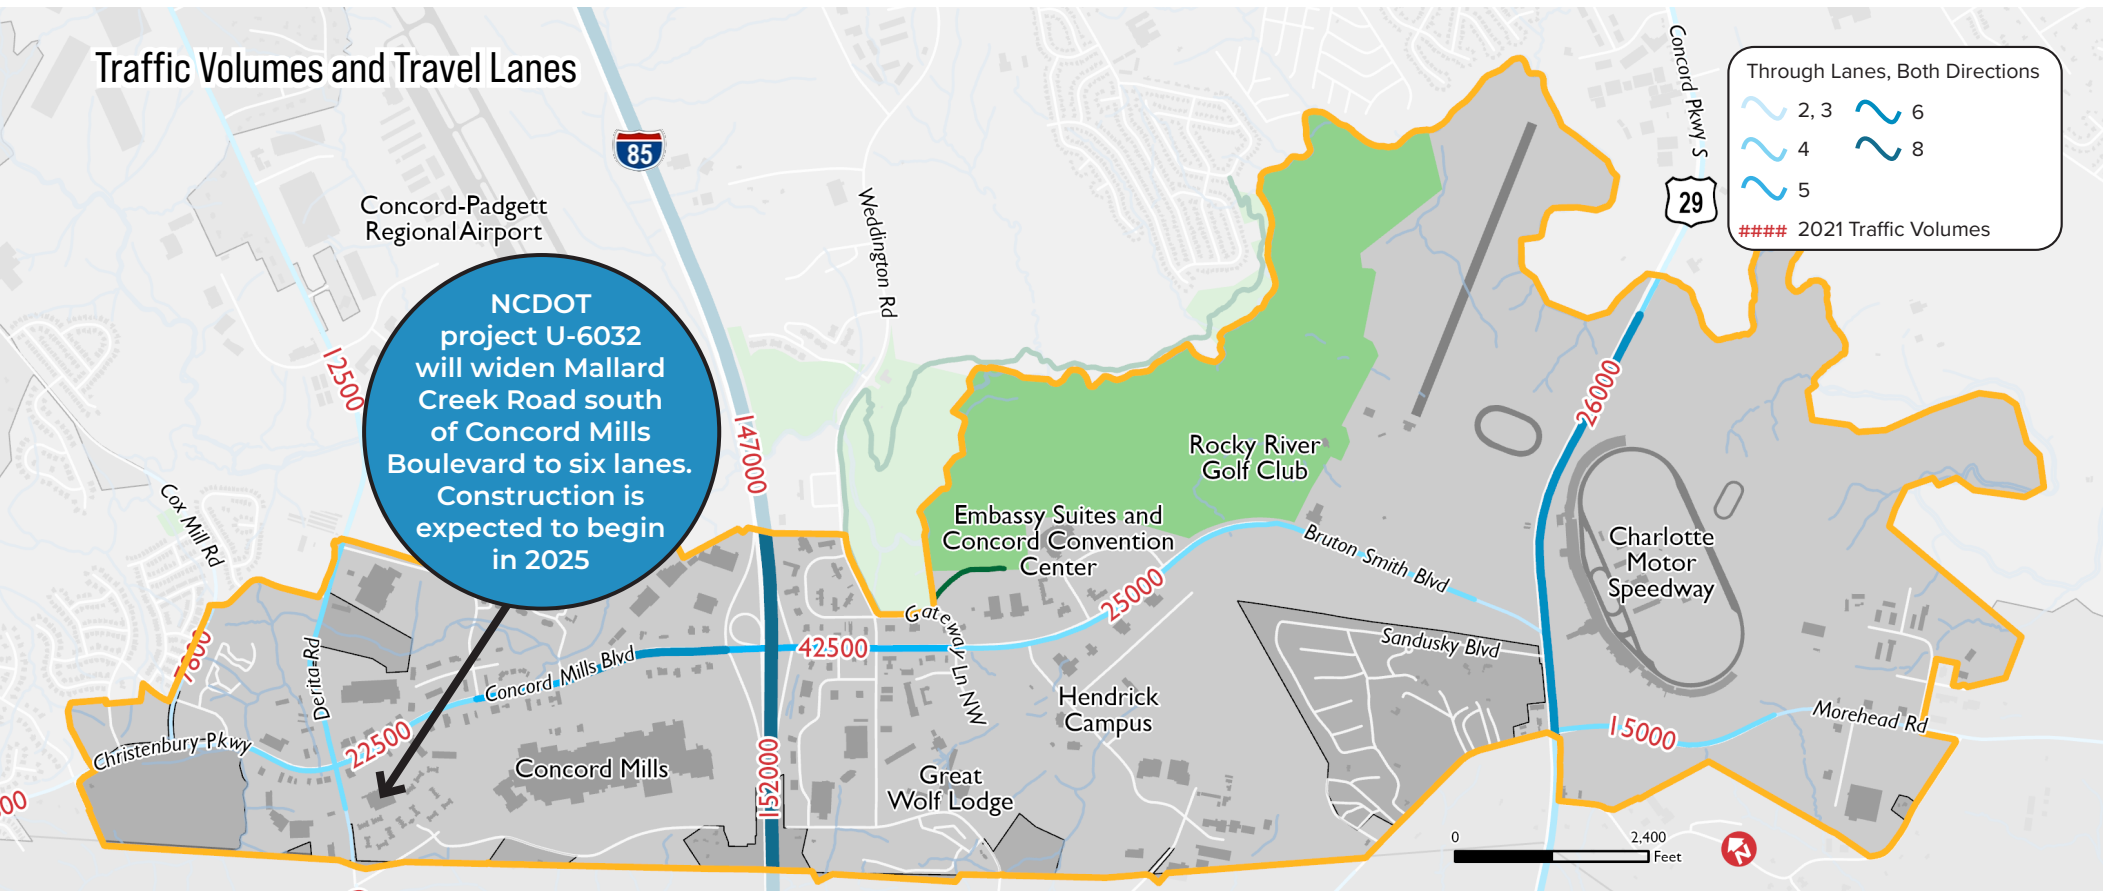 Traffic Volumes and Travel Lanes
85
Concord Pkwy S
29
Through Lanes, Both Directions
2, 3
6
4
8
5
#### 2021 Traffic Volumes
Concord-Padgett
Regional Airport
Weddington Rd
NCDOT
project U-6032
will widen Mallard
Creek Road south
of Concord Mills
Boulevard to six lanes.
Construction is
expected to begin
in 2025
12500
147000
26000
Cox Mill Rd
Rocky River
Golf Club
Embassy Suites and
Concord Convention
Center
Charlotte
Motor
Speedway
Bruton Smith Blvd
25000
Gateway Ln NW
42500
Sandusky Blvd
Derita Rd
Concord Mills Blvd
Hendrick
Campus
Christenbury Pkwy
22500
15000
Morehead Rd
Concord Mills
152000
Great
Wolf Lodge
0
2,400
Feet
N